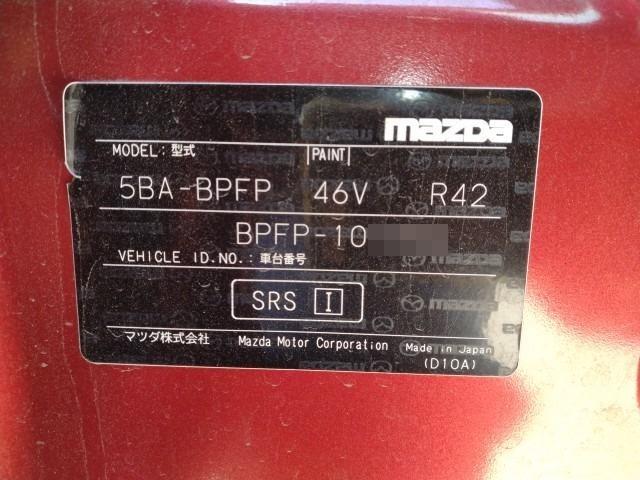 mazda
MODEL: 型式
PAINT
5BA-BPFP 46V R42
BPFP-10
VEHICLE ID.NO.: 車台番号
SRS I
マツダ株式会社 Mazda Motor Corporation Made in Japan
(D10A)